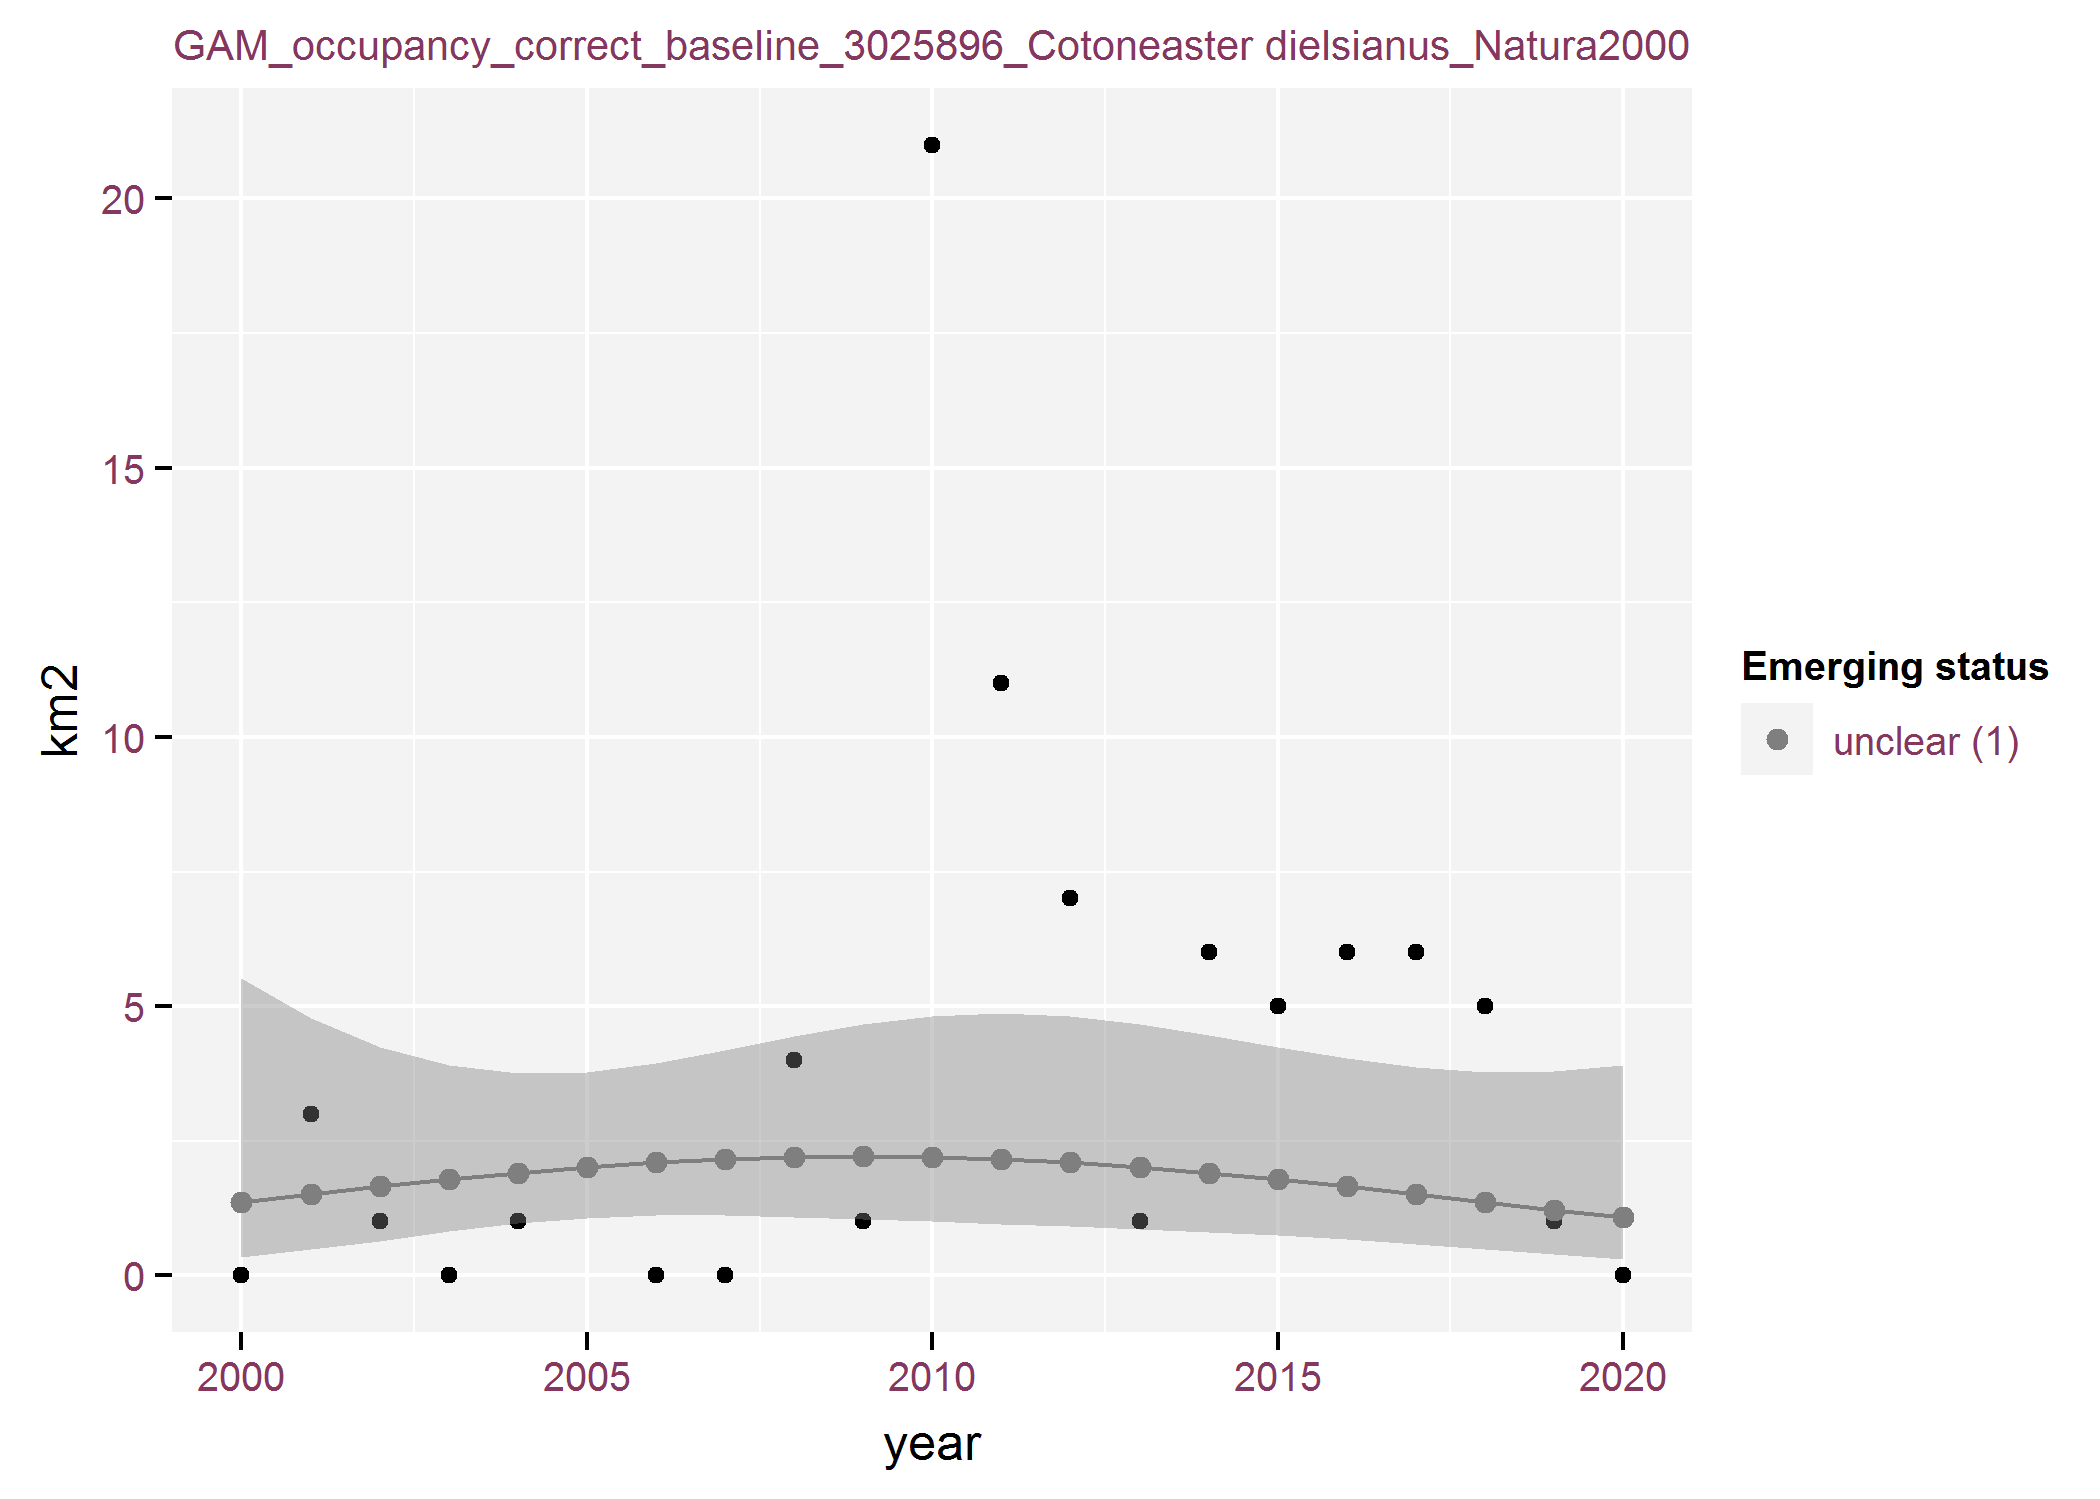 GAM_occupancy_correct_baseline_3025896_Cotoneaster dielsianus_Natura2000
20
15
10
5
0
km2
2000 2005 2010 2015 2020
year
Emerging status
unclear (1)